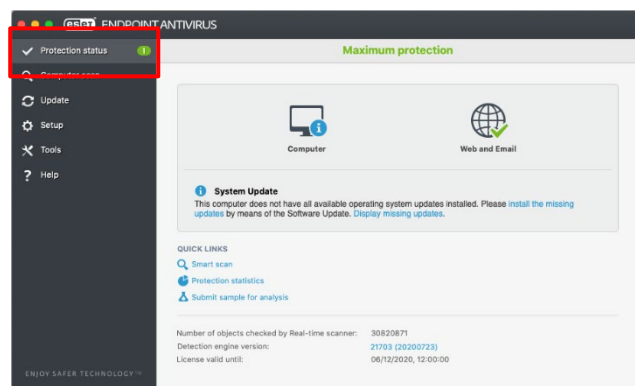 eset ENDPOINT ANTIVIRUS
Protection status 1
Computer scan
Update
Setup
Tools
Help
ENJOY SAFER TECHNOLOGY™
Maximum protection
Computer
Web and Email
System Update
This computer does not have all available operating system updates installed. Please install the missing
updates by means of the Software Update. Display missing updates.
QUICK LINKS
Smart scan
Protection statistics
Submit sample for analysis
Number of objects checked by Real-time scanner: 30820871
Detection engine version: 21703 (20200723)
License valid until: 06/12/2020, 12:00:00